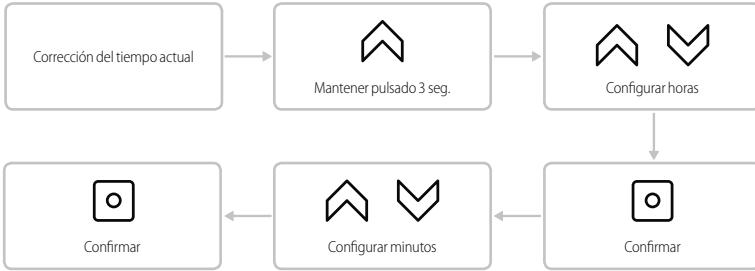 Corrección del tiempo actual
Mantener pulsado 3 seg.
Configurar horas
Confirmar
Configurar minutos
Confirmar